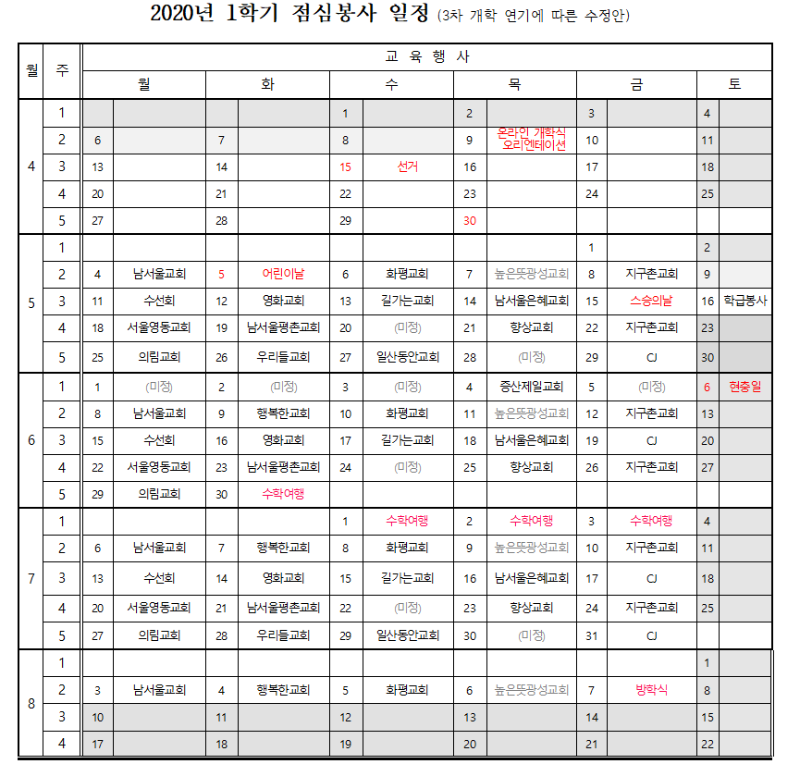 2020년 1학기 점심봉사 일정 (3차 개학 연기에 따른 수정안)
월 주 교 육 행 사
월 화 수 목 금 토
4
1 1 2 3 4
2 6 7 8 9 온라인 개학식 오리엔테이션 10 11
3 13 14 15 선거 16 17 18
4 20 21 22 23 24 25
5 27 28 29 30
5
1 1 2
2 4 남서울교회 5 어린이날 6 화평교회 7 높은뜻광성교회 8 지구촌교회 9
3 11 수선회 12 영화교회 13 길가는교회 14 남서울은혜교회 15 스승의날 16 학급봉사
4 18 서울영동교회 19 남서울평촌교회 20 (미정) 21 향상교회 22 지구촌교회 23
5 25 의림교회 26 우리들교회 27 일산동안교회 28 (미정) 29 CJ 30
6
1 1 (미정) 2 (미정) 3 (미정) 4 증산제일교회 5 (미정) 6 현충일
2 8 남서울교회 9 행복한교회 10 화평교회 11 높은뜻광성교회 12 지구촌교회 13
3 15 수선회 16 영화교회 17 길가는교회 18 남서울은혜교회 19 CJ 20
4 22 서울영동교회 23 남서울평촌교회 24 (미정) 25 향상교회 26 지구촌교회 27
5 29 의림교회 30 수학여행
7
1 1 수학여행 2 수학여행 3 수학여행 4
2 6 남서울교회 7 행복한교회 8 화평교회 9 높은뜻광성교회 10 지구촌교회 11
3 13 수선회 14 영화교회 15 길가는교회 16 남서울은혜교회 17 CJ 18
4 20 서울영동교회 21 남서울평촌교회 22 (미정) 23 향상교회 24 지구촌교회 25
5 27 의림교회 28 우리들교회 29 일산동안교회 30 (미정) 31 CJ
8
1 1
2 3 남서울교회 4 행복한교회 5 화평교회 6 높은뜻광성교회 7 방학식 8
3 10 11 12 13 14 15
4 17 18 19 20 21 22